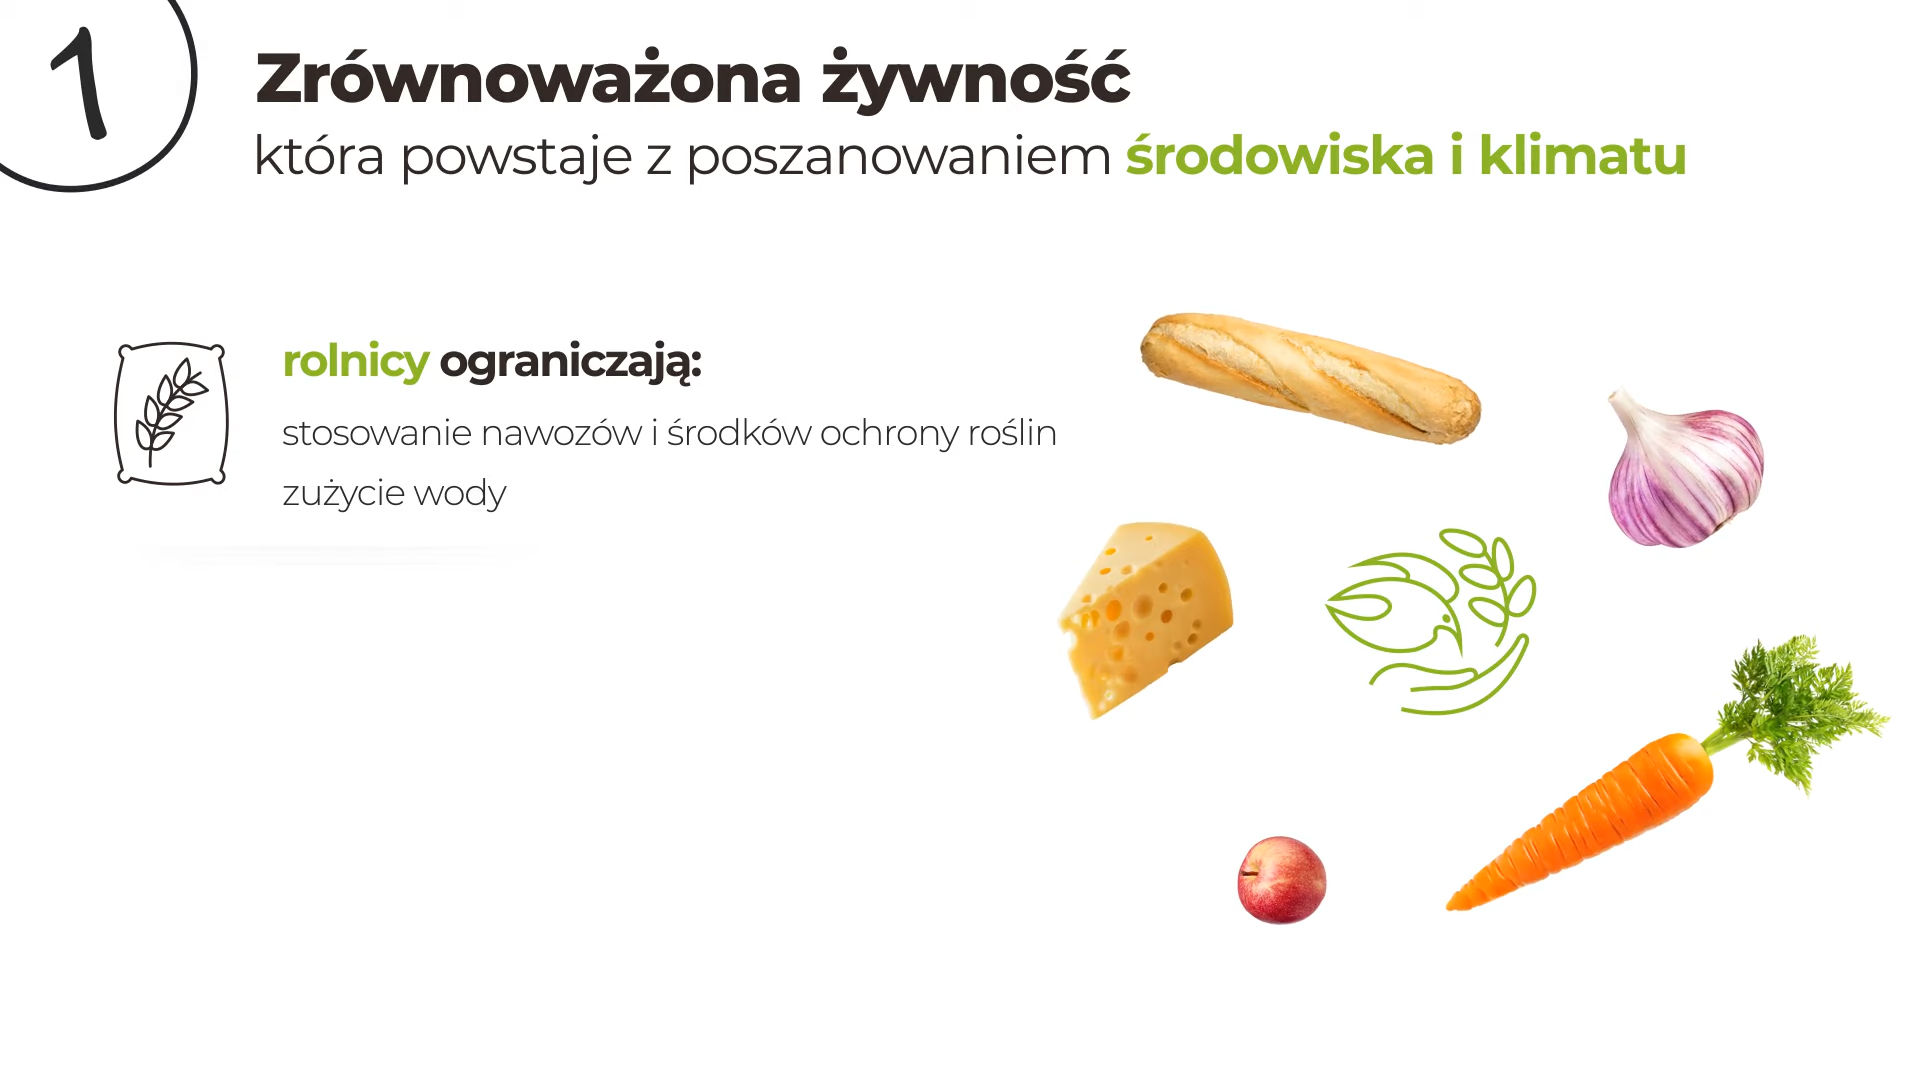 1
Zrównoważona żywność
która powstaje z poszanowaniem środowiska i klimatu
rolnicy ograniczają:
stosowanie nawozów i środków ochrony roślin
zużycie wody